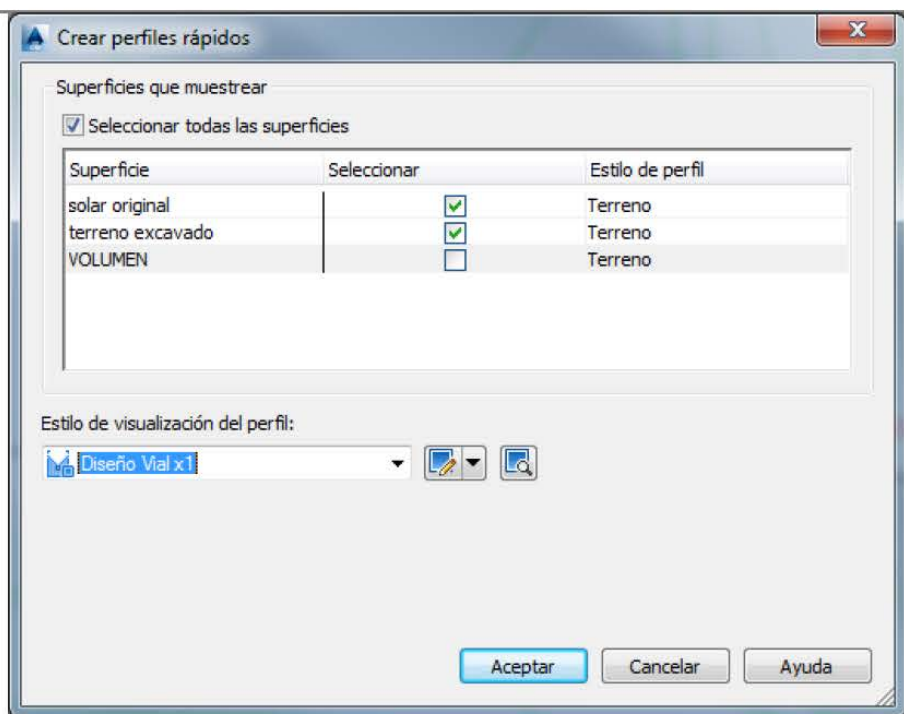 Crear perfiles rápidos
Superficies que muestrear
Seleccionar todas las superficies
Superficie Seleccionar Estilo de perfil
solar original Terreno
terreno excavado Terreno
VOLUMEN Terreno
Estilo de visualización del perfil:
Diseño Vial x1
Aceptar Cancelar Ayuda